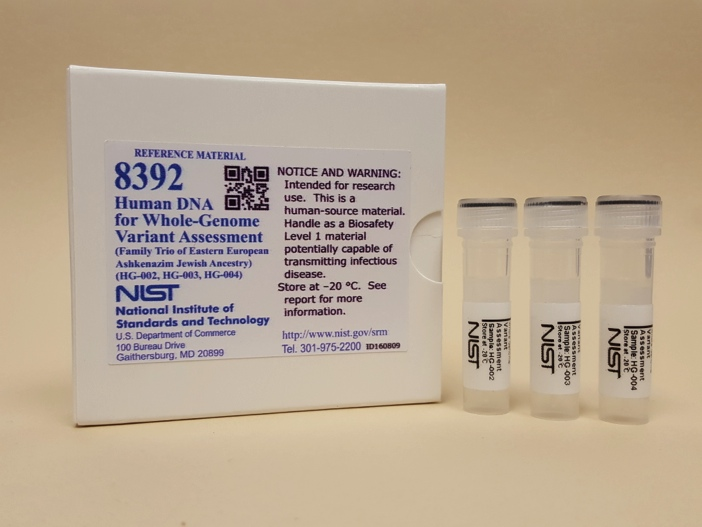 REFERENCE MATERIAL
8392
Human DNA
for Whole-Genome
Variant Assessment
(Family Trio of Eastern European
Ashkenazim Jewish Ancestry)
(HG-002, HG-003, HG-004)
NIST
National Institute of
Standards and Technology
U.S. Department of Commerce
100 Bureau Drive
Gaithersburg, MD 20899
NOTICE AND WARNING:
Intended for research
use. This is a
human-source material.
Handle as a Biosafety
Level 1 material
potentially capable of
transmitting infectious
disease.
Store at –20 °C. See
report for more
information.
http://www.nist.gov/srm
Tel. 301-975-2200 ID160809
Variant
Assessment
Sample: HG-002
Store at -20˚C
NIST
Variant
Assessment
Sample: HG-003
Store at -20˚C
NIST
Variant
Assessment
Sample: HG-004
Store at -20˚C
NIST